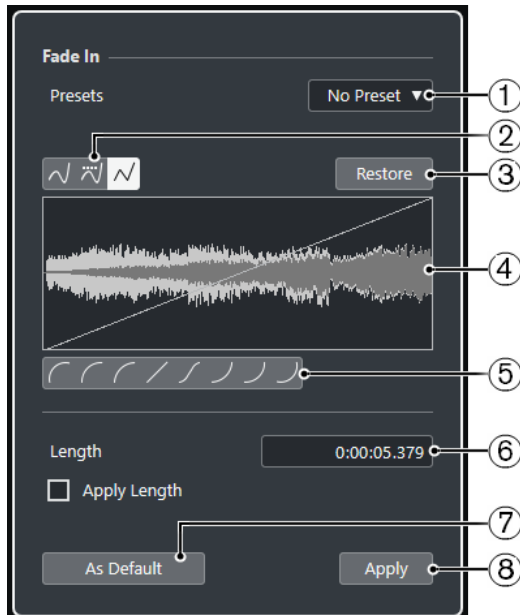 Fade In
Presets
No Preset
1
2
Restore
3
4
5
Length
0:00:05.379
6
Apply Length
7
As Default
Apply
8